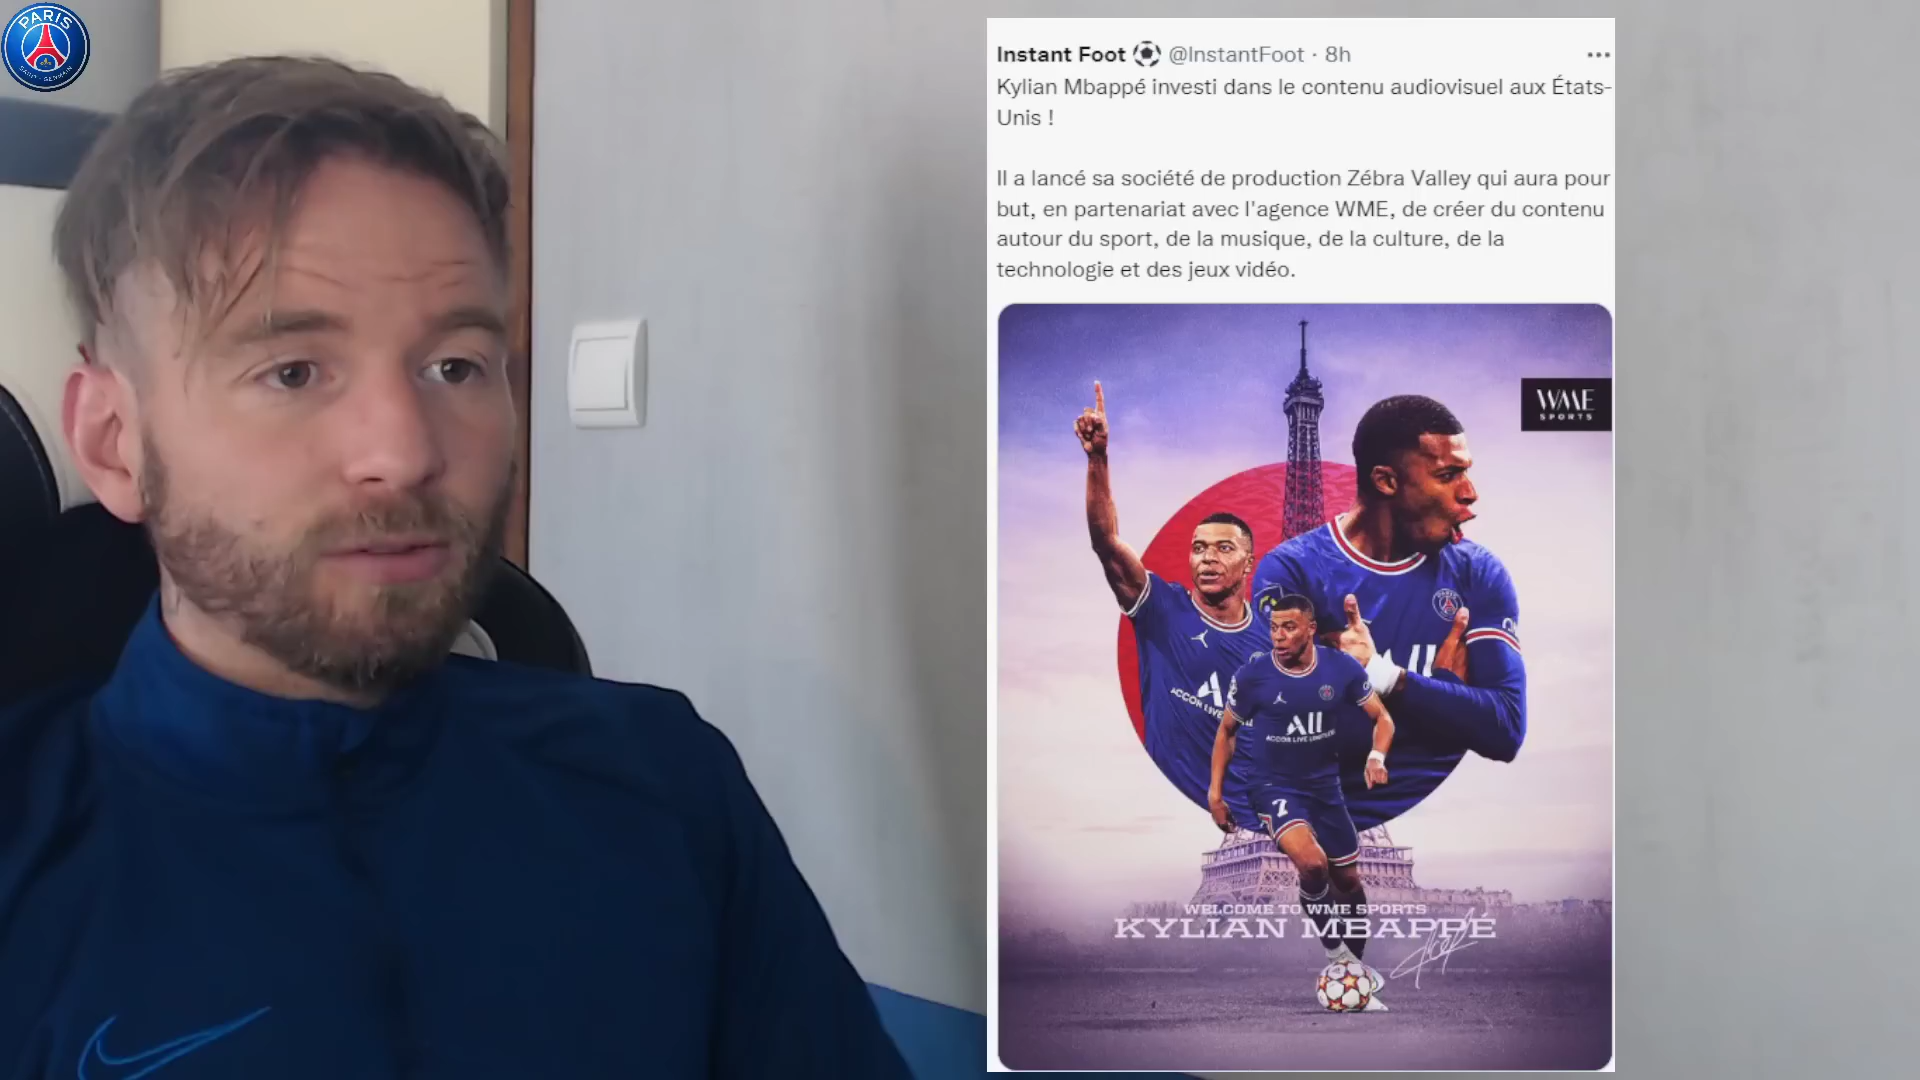 PARIS
SAINT-GERMAIN
Instant Foot @InstantFoot · 8h
Kylian Mbappé investi dans le contenu audiovisuel aux États-
Unis !
Il a lancé sa société de production Zébra Valley qui aura pour
but, en partenariat avec l'agence WME, de créer du contenu
autour du sport, de la musique, de la culture, de la
technologie et des jeux vidéo.
WME
SPORTS
PARIS
ALL
ACCOR LIVE LIMITLESS
7
WELCOME TO WME SPORTS
KYLIAN MBAPPÉ